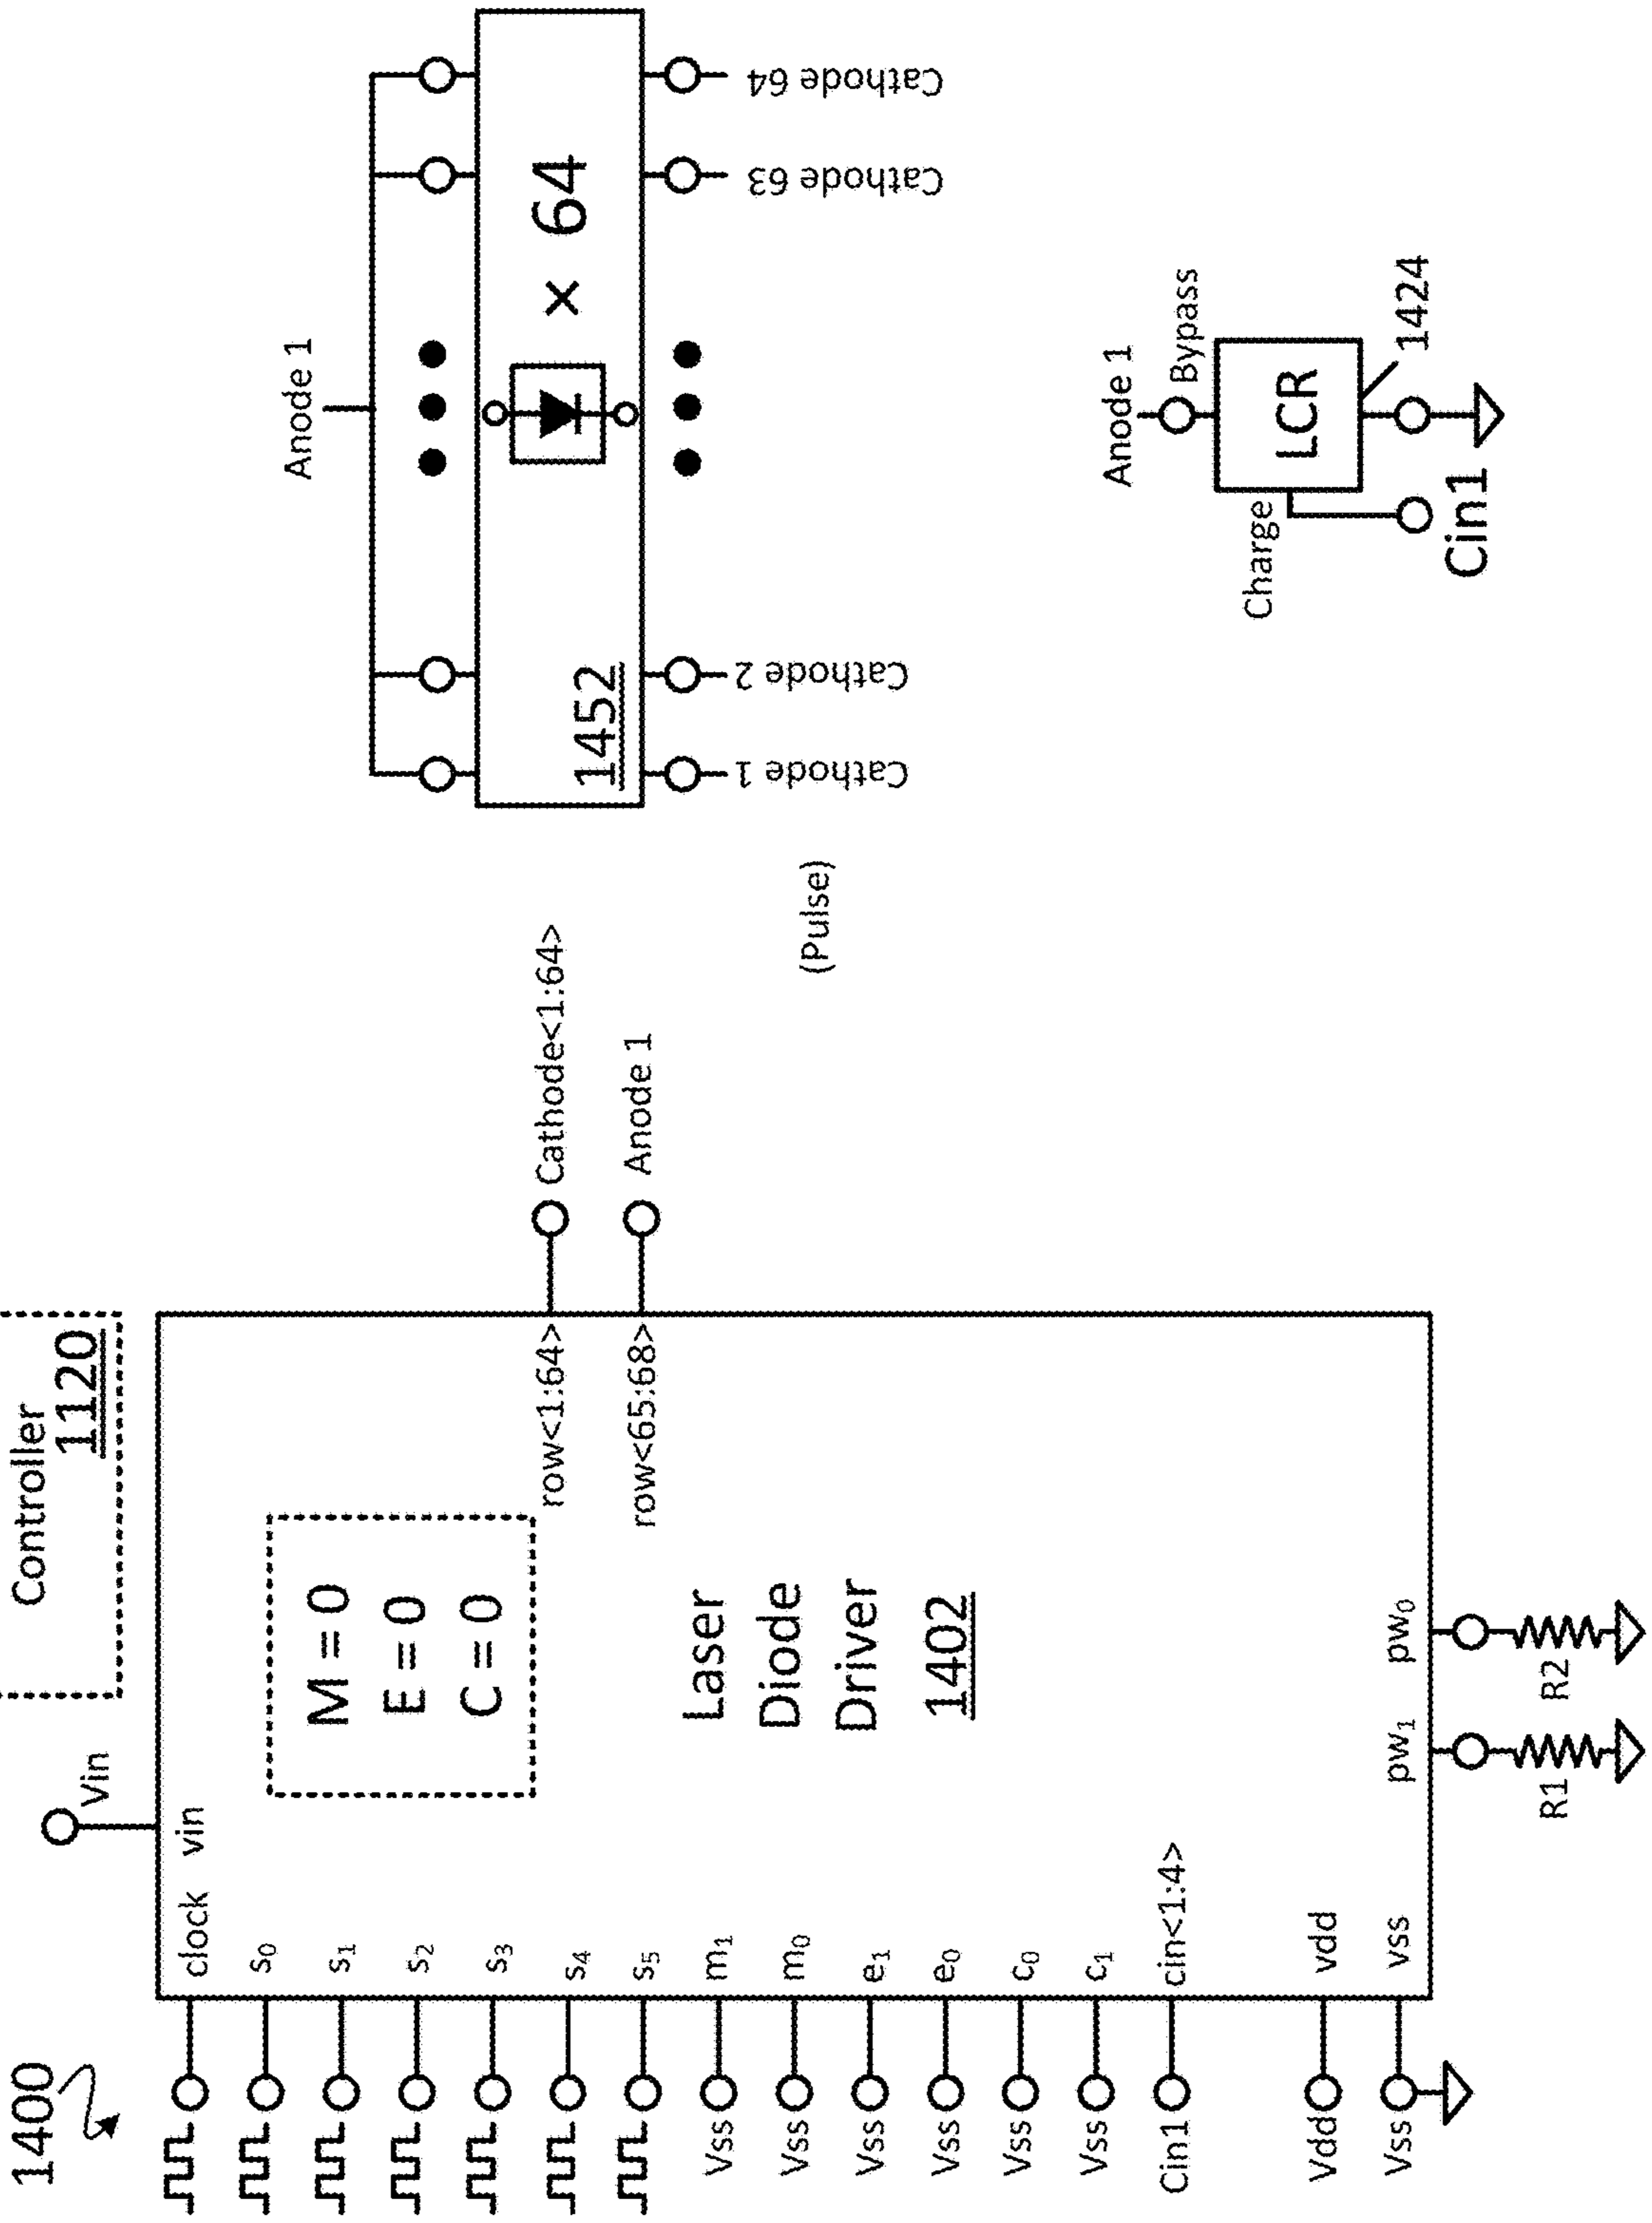 1400
Controller
1120
Vin
clock
vin
s0
s1
s2
s3
s4
s5
Vss
m1
Vss
m0
Vss
e1
Vss
e0
Vss
c0
Vss
c1
Cin1
cin<1:4>
Vdd
vdd
Vss
vss
M = 0
E = 0
C = 0
Laser
Diode
Driver
1402
row<1:64>
row<65:68>
Cathode<1:64>
Anode 1
pw1
pw0
R1
R2
(Pulse)
Anode 1
1452
× 64
Cathode 1
Cathode 2
Cathode 63
Cathode 64
Anode 1
Bypass
Charge
LCR
1424
Cin1